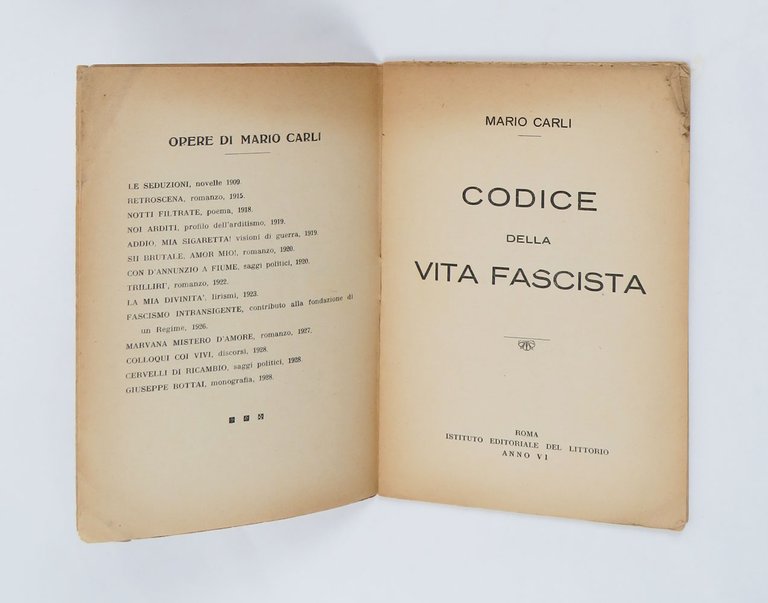 OPERE DI MARIO CARLI
LE SEDUZIONI, novelle 1909.
RETROSCENA, romanzo, 1915.
NOTTI FILTRATE, poema, 1918.
NOI ARDITI, profilo dell'arditismo, 1919.
ADDIO, MIA SIGARETTA! visioni di guerra, 1919.
SII BRUTALE, AMOR MIO!, romanzo, 1920.
CON D'ANNUNZIO A FIUME, saggi politici, 1920.
TRILLIRI', romanzo, 1922.
LA MIA DIVINITA', lirismi, 1923.
FASCISMO INTRANSIGENTE, contributo alla fondazione di
un Regime, 1926.
MARVANA MISTERO D'AMORE, romanzo, 1927.
COLLOQUI COI VIVI, discorsi, 1928.
CERVELLI DI RICAMBIO, saggi politici, 1928.
GIUSEPPE BOTTAI, monografia, 1928.
MARIO CARLI
CODICE
DELLA
VITA FASCISTA
ROMA
ISTITUTO EDITORIALE DEL LITTORIO
ANNO VI